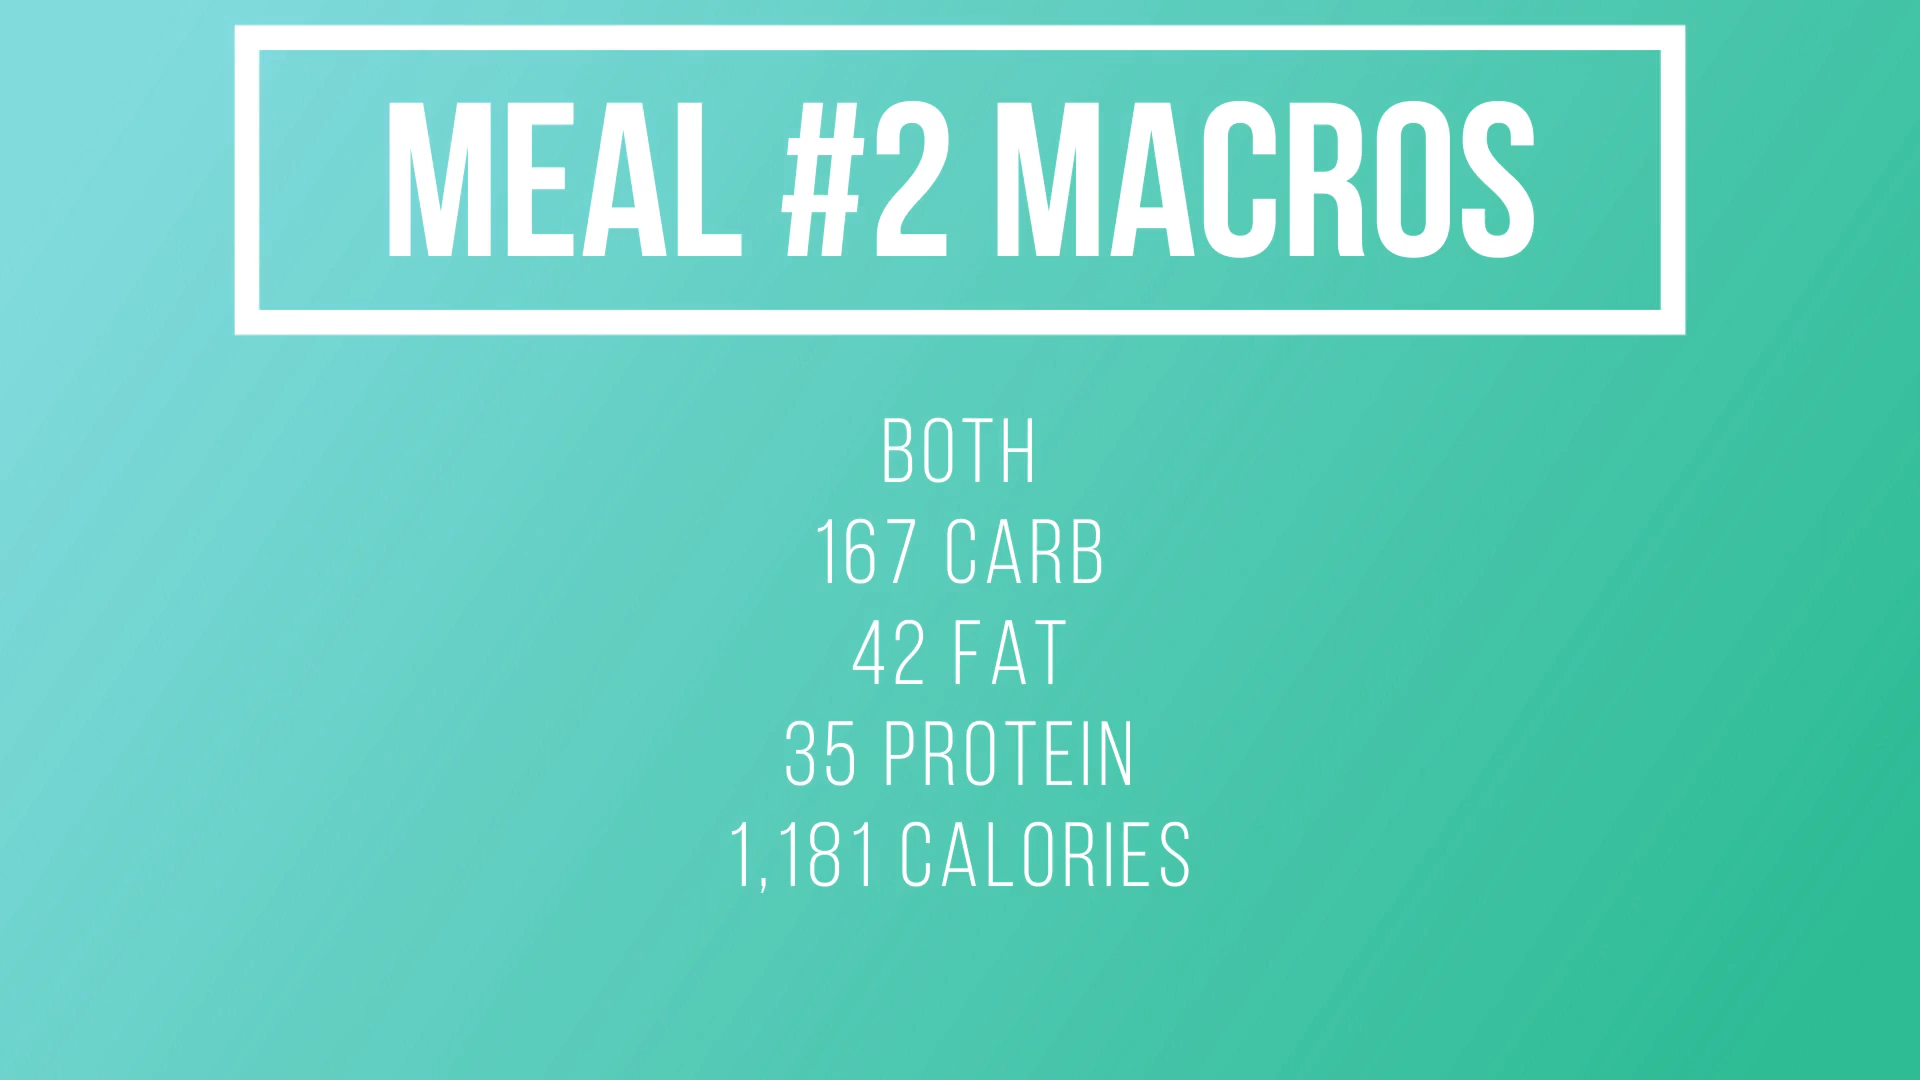 MEAL #2 MACROS
BOTH
167 CARB
42 FAT
35 PROTEIN
1,181 CALORIES